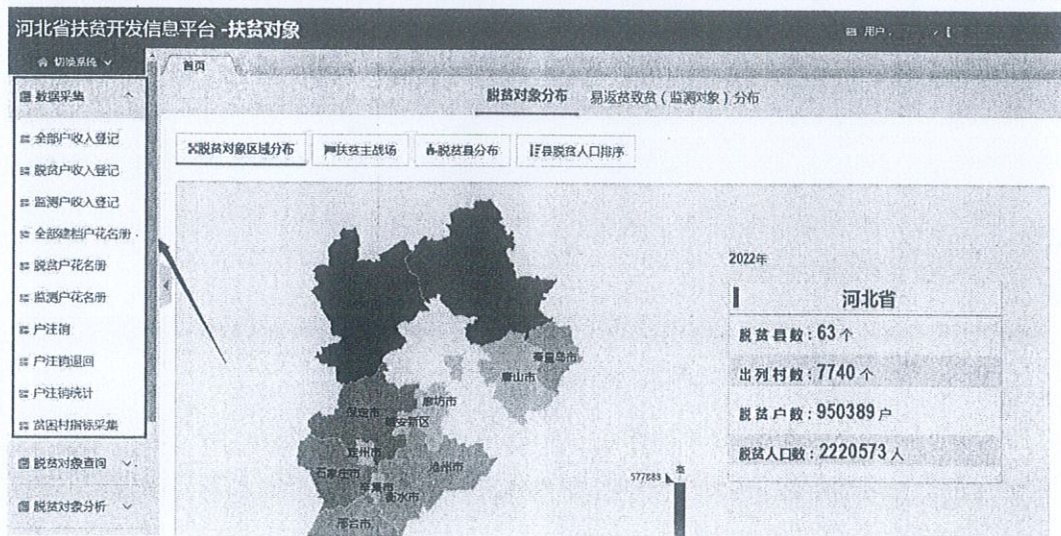 河北省扶贫开发信息平台 -扶贫对象
用户
切换系统
首页
数据采集
全部户收入登记
脱贫户收入登记
监测户收入登记
全部建档户花名册
脱贫户花名册
监测户花名册
户注销
户注销退回
户注销统计
贫困村指标采集
脱贫对象查询
脱贫对象分析
脱贫对象分布 易返贫致贫(监测对象)分布
脱贫对象区域分布 扶贫主战场 脱贫县分布 县脱贫人口排序
秦皇岛市
唐山市
廊坊市
保定市
雄安新区
定州市
沧州市
石家庄市
辛集市
衡水市
邢台市
2022年
河北省
脱贫县数:63个
出列村数:7740个
脱贫户数:950389户
脱贫人口数:2220573人
577883
高